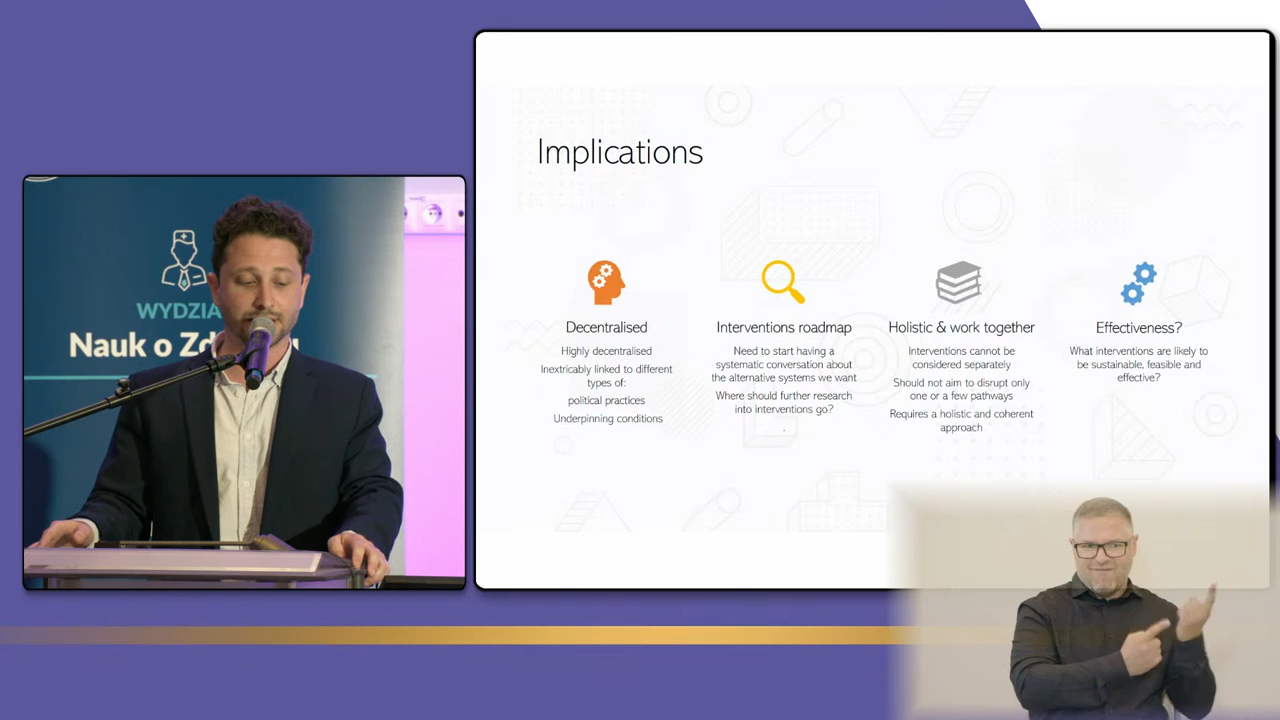 WYDZIA
Nauk o Zd u
Implications
Decentralised
Highly decentralised
Inextricably linked to different
types of:
political practices
Underpinning conditions
Interventions roadmap
Need to start having a
systematic conversation about
the alternative systems we want
Where should further research
into interventions go?
.
Holistic & work together
Interventions cannot be
considered separately
Should not aim to disrupt only
one or a few pathways
Requires a holistic and coherent
approach
Effectiveness?
What interventions are likely to
be sustainable, feasible and
effective?